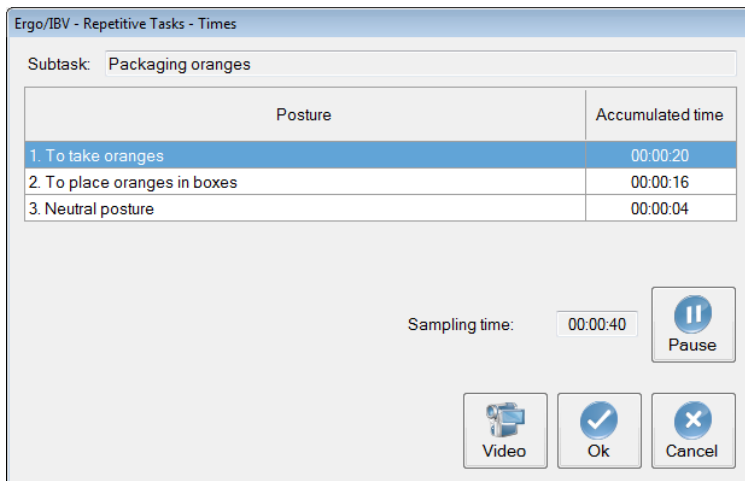 Ergo/IBV - Repetitive Tasks - Times
Subtask: Packaging oranges
Posture Accumulated time
1. To take oranges 00:00:20
2. To place oranges in boxes 00:00:16
3. Neutral posture 00:00:04
Sampling time: 00:00:40
Pause
Video Ok Cancel